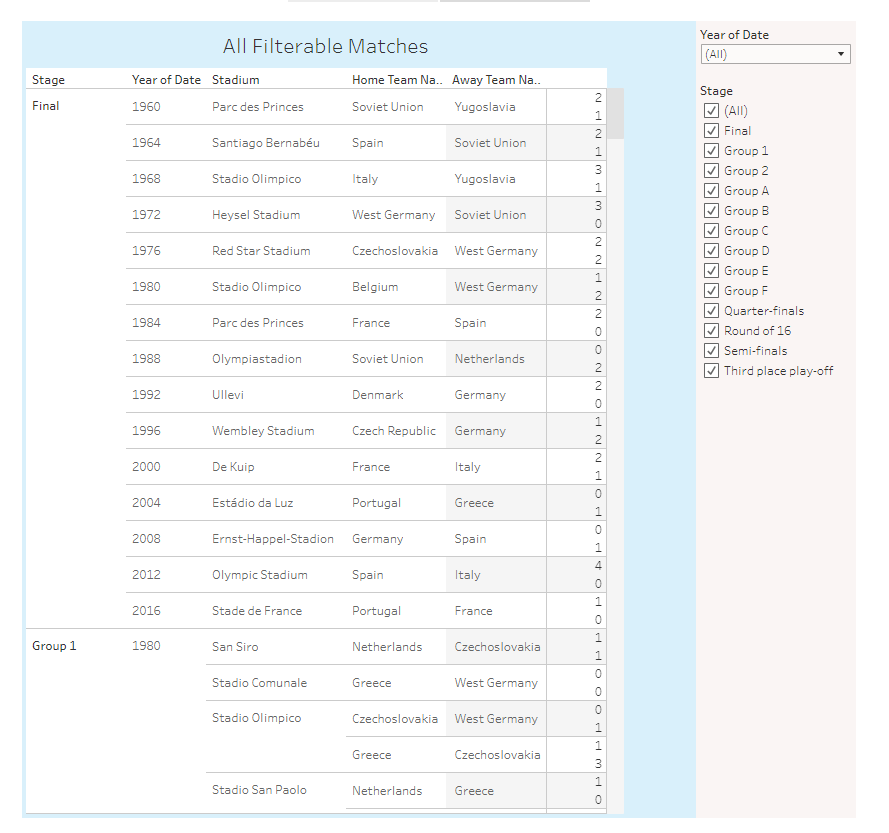 All Filterable Matches
Stage Year of Date Stadium Home Team Na.. Away Team Na..
Final 1960 Parc des Princes Soviet Union Yugoslavia 2
1
1964 Santiago Bernabéu Spain Soviet Union 2
1
1968 Stadio Olimpico Italy Yugoslavia 3
1
1972 Heysel Stadium West Germany Soviet Union 3
0
1976 Red Star Stadium Czechoslovakia West Germany 2
2
1980 Stadio Olimpico Belgium West Germany 1
2
1984 Parc des Princes France Spain 2
0
1988 Olympiastadion Soviet Union Netherlands 0
2
1992 Ullevi Denmark Germany 2
0
1996 Wembley Stadium Czech Republic Germany 1
2
2000 De Kuip France Italy 2
1
2004 Estádio da Luz Portugal Greece 0
1
2008 Ernst-Happel-Stadion Germany Spain 0
1
2012 Olympic Stadium Spain Italy 4
0
2016 Stade de France Portugal France 1
0
Group 1 1980 San Siro Netherlands Czechoslovakia 1
1
Stadio Comunale Greece West Germany 0
0
Stadio Olimpico Czechoslovakia West Germany 0
1
Greece Czechoslovakia 1
3
Stadio San Paolo Netherlands Greece 1
0
Year of Date
(All)
Stage
(All)
Final
Group 1
Group 2
Group A
Group B
Group C
Group D
Group E
Group F
Quarter-finals
Round of 16
Semi-finals
Third place play-off